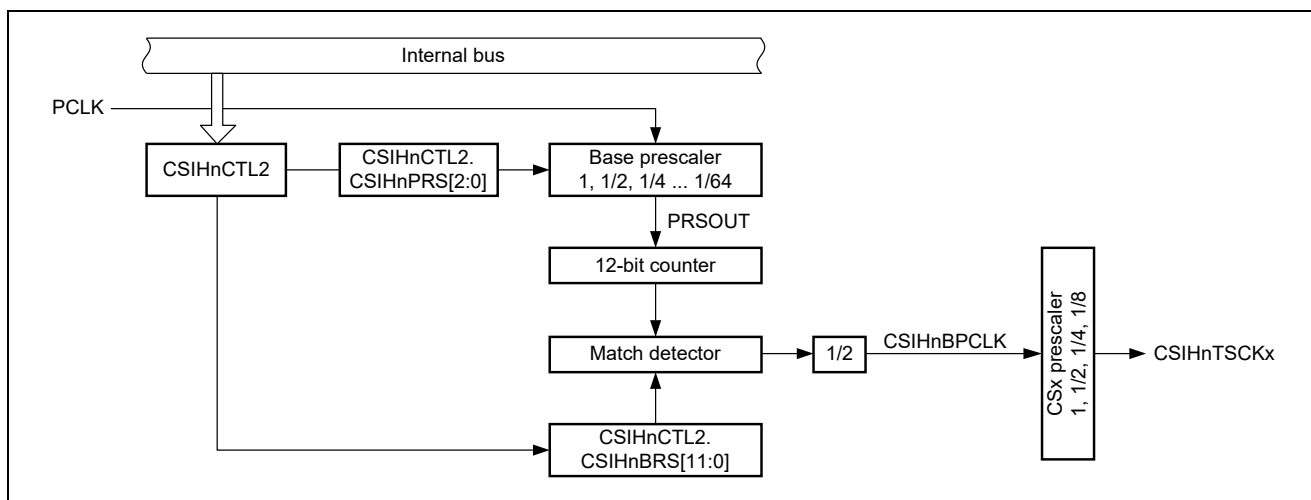 Internal bus
PCLK
CSIHnCTL2
CSIHnCTL2.
CSIHnPRS[2:0]
Base prescaler
1, 1/2, 1/4 ... 1/64
PRSOUT
12-bit counter
Match detector
1/2
CSIHnBPCLK
CSx prescaler
1, 1/2, 1/4, 1/8
CSIHnTSCKx
CSIHnCTL2.
CSIHnBRS[11:0]